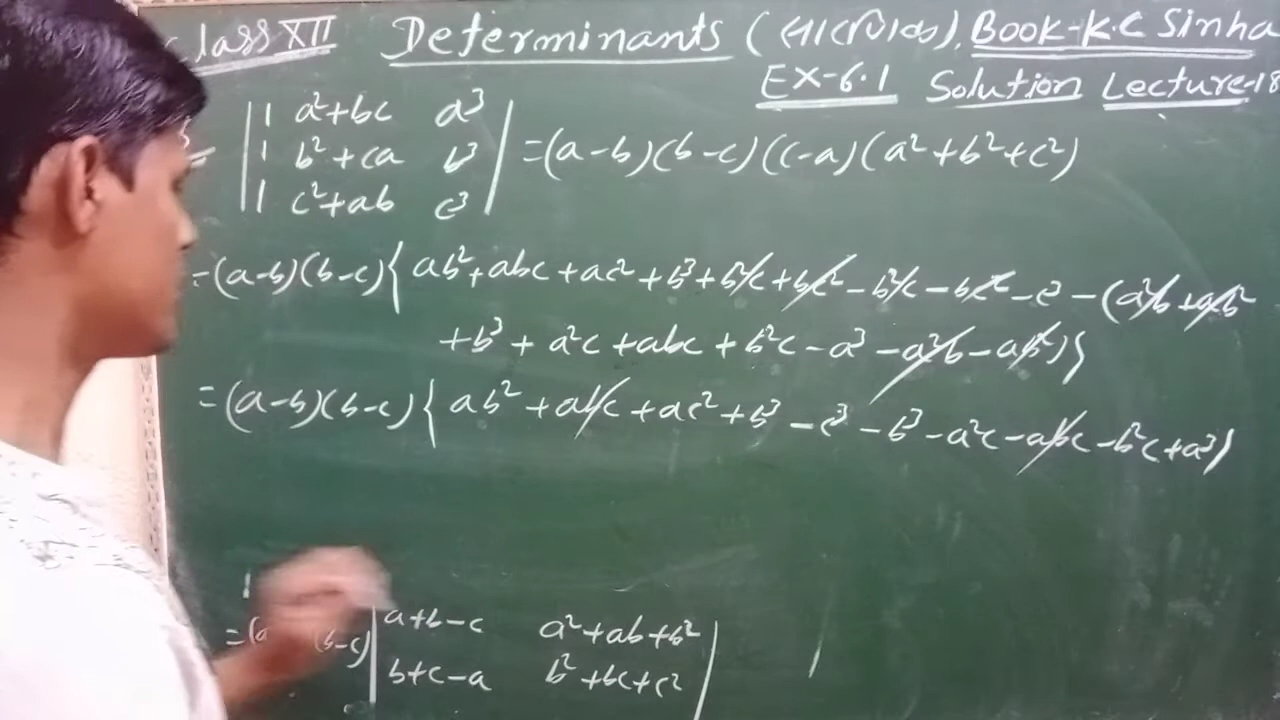 Class XII Determinants (सारणिक), Book-K.C Sinha
EX-6.1 Solution Lecture-18
| 1 a²+bc a³ |
| 1 b²+ca b³ | =(a-b)(b-c)(c-a)(a²+b²+c²)
| 1 c²+ab c³ |
=(a-b)(b-c){ab²+abc+ac²+b³+b²c+bc²-b²c-bc²-c³-(a²b+ab²
+b³+a²c+abc+b²c-a³-a²b-ab²)}
=(a-b)(b-c){ab²+abc+ac²+b³-c³-b³-a²c-abc-b²c+a³}
=(a (b-c) | a+b-c a²+ab+b² |
| b+c-a b²+bc+c² |